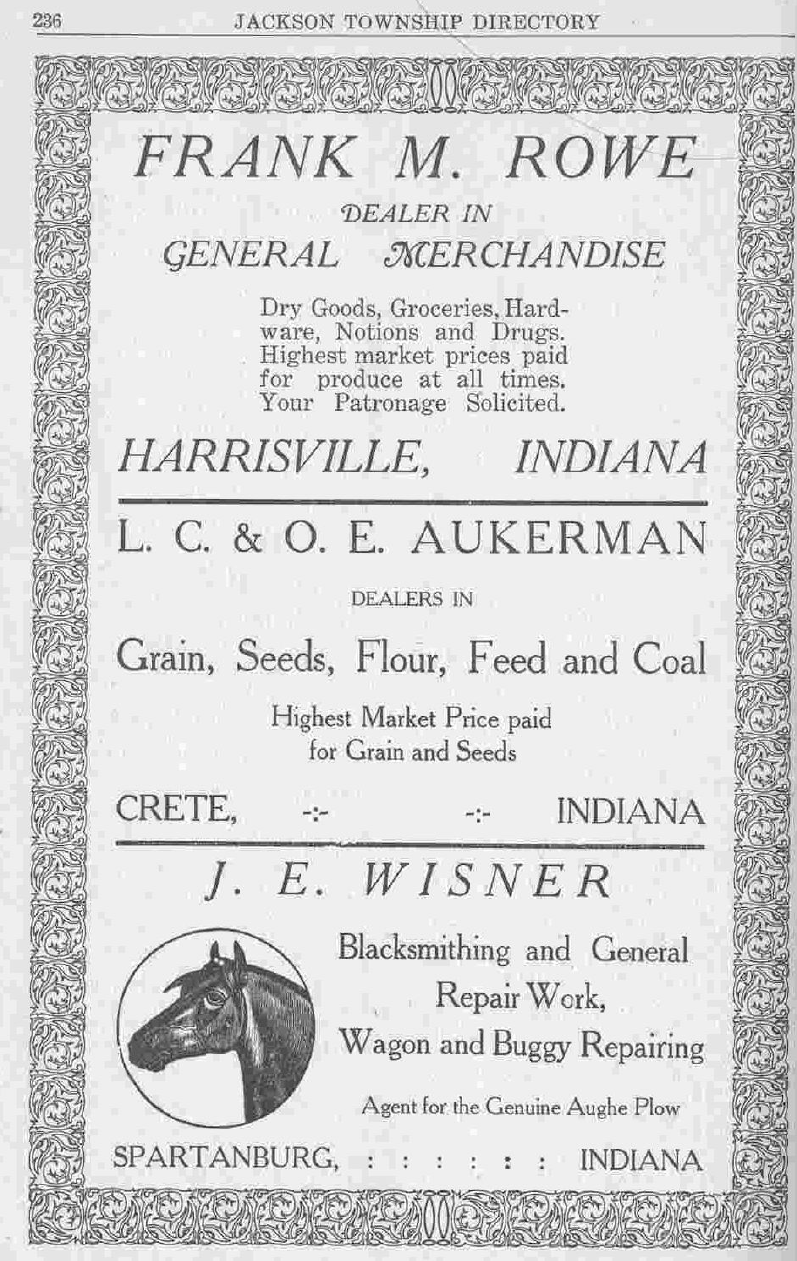 236
JACKSON TOWNSHIP DIRECTORY
FRANK M. ROWE
DEALER IN
GENERAL MERCHANDISE
Dry Goods, Groceries, Hard-
ware, Notions and Drugs.
Highest market prices paid
for produce at all times.
Your Patronage Solicited.
HARRISVILLE, INDIANA
L. C. & O. E. AUKERMAN
DEALERS IN
Grain, Seeds, Flour, Feed and Coal
Highest Market Price paid
for Grain and Seeds
CRETE, -:- -:- INDIANA
J. E. WISNER
Blacksmithing and General
Repair Work,
Wagon and Buggy Repairing
Agent for the Genuine Aughe Plow
SPARTANBURG, : : : : : : INDIANA